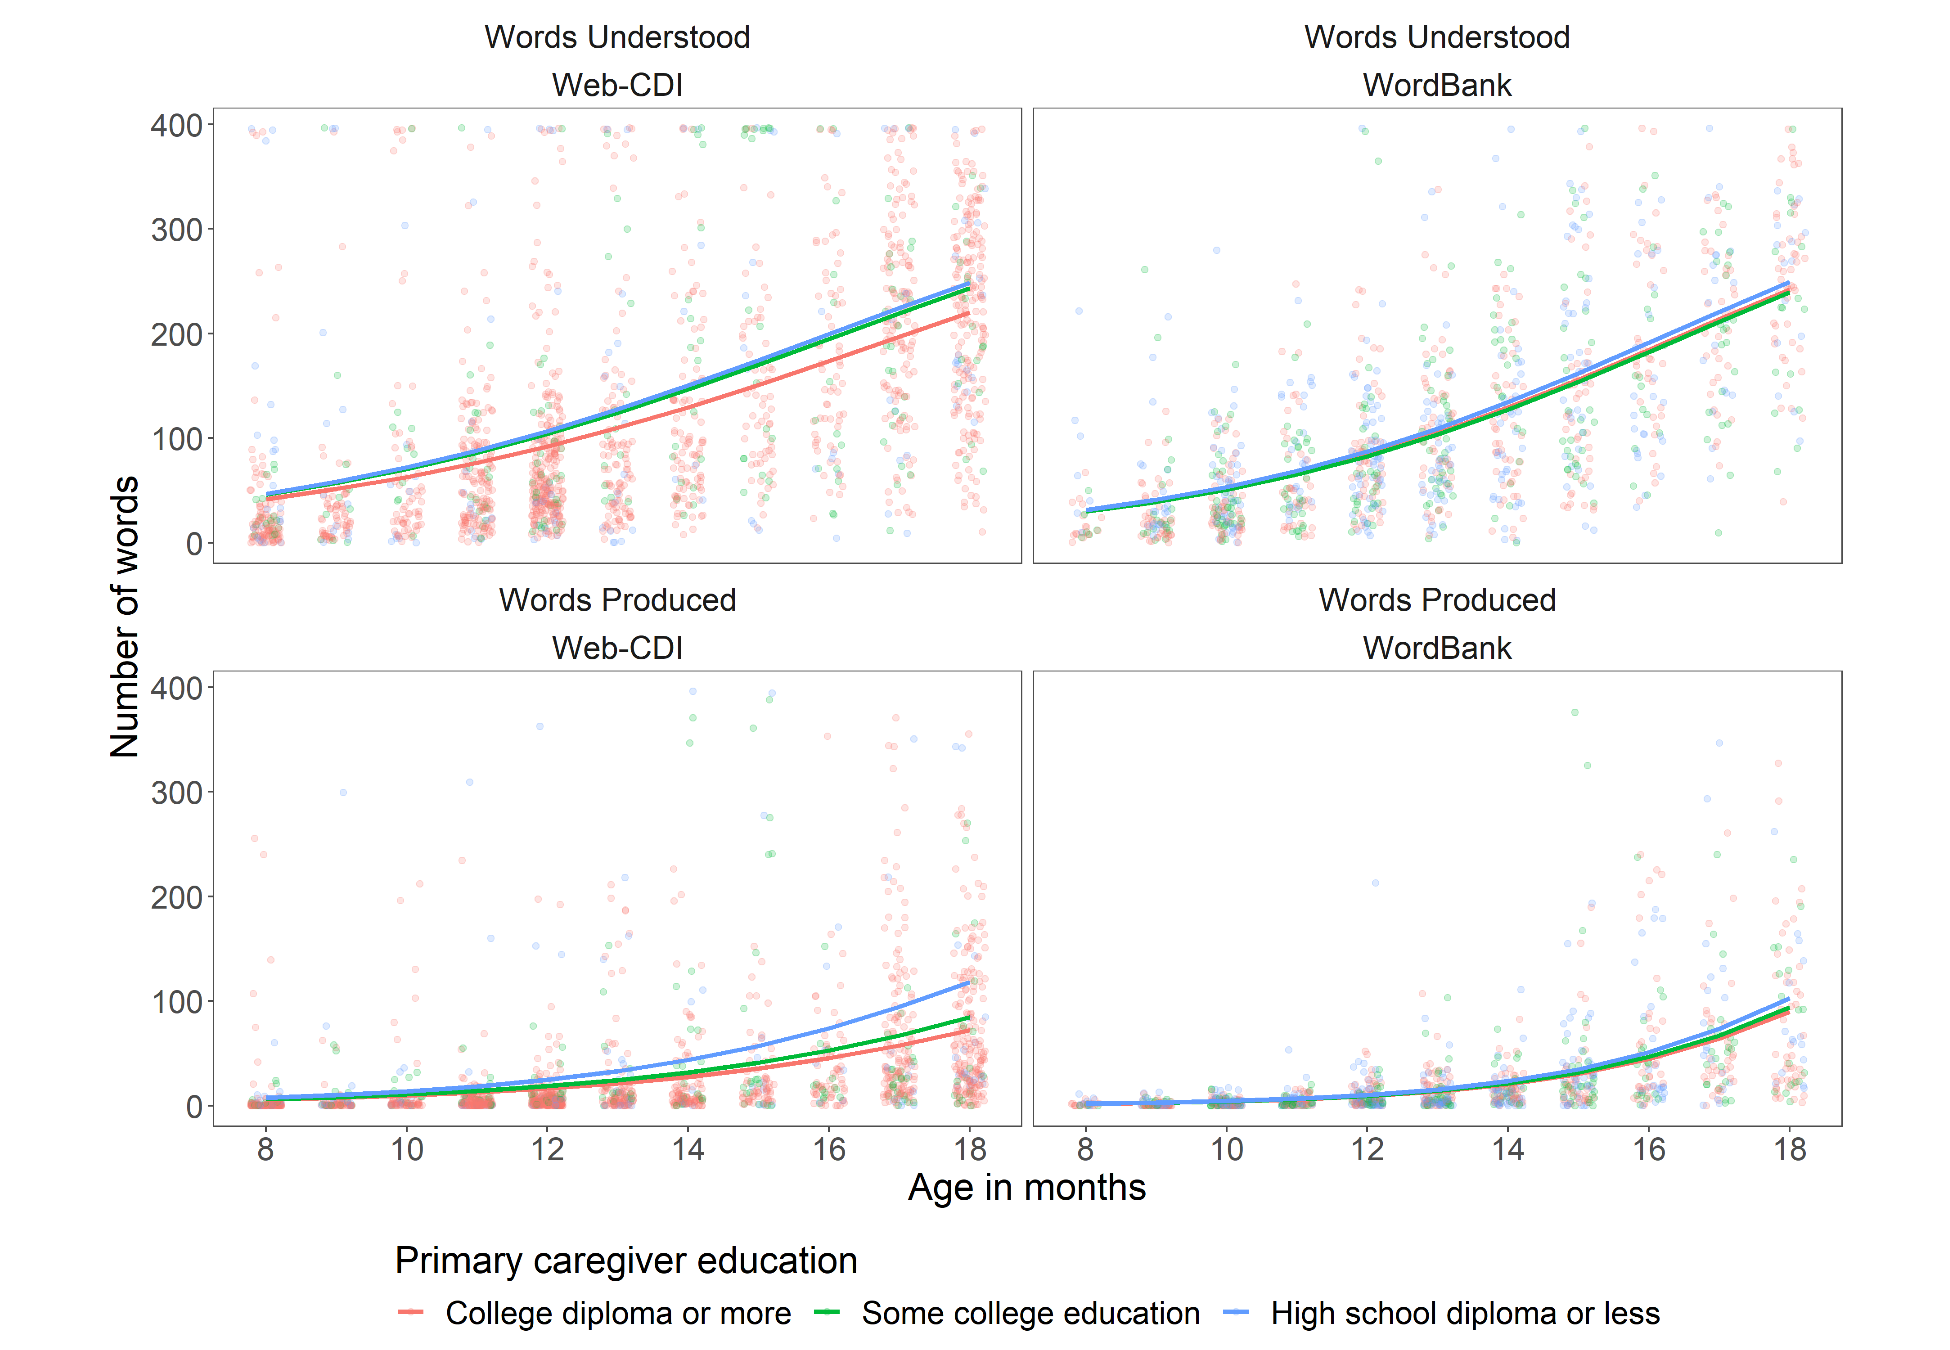 Words Understood
Web-CDI
Words Understood
WordBank
400
300
200
100
0
Number of words
Words Produced
Web-CDI
Words Produced
WordBank
400
300
200
100
0
8 10 12 14 16 18
8 10 12 14 16 18
Age in months
Primary caregiver education
College diploma or more Some college education High school diploma or less